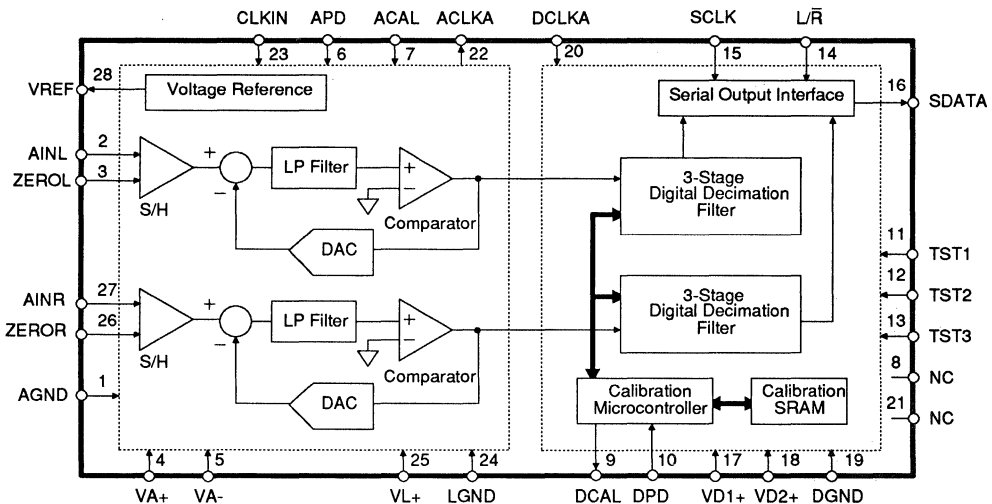 CLKIN APD ACAL ACLKA DCLKA SCLK L/R̅
23 6 7 22 20 15 14
VREF 28 Voltage Reference
Serial Output Interface 16 SDATA
AINL 2
ZEROL 3
S/H
+
−
LP Filter
+
−
Comparator
DAC
3-Stage
Digital Decimation
Filter
11 TST1
12 TST2
13 TST3
8 NC
21 NC
AINR 27
ZEROR 26
S/H
+
−
LP Filter
+
−
Comparator
DAC
3-Stage
Digital Decimation
Filter
AGND 1
Calibration
Microcontroller
Calibration
SRAM
4 5 25 24 9 10 17 18 19
VA+ VA- VL+ LGND DCAL DPD VD1+ VD2+ DGND